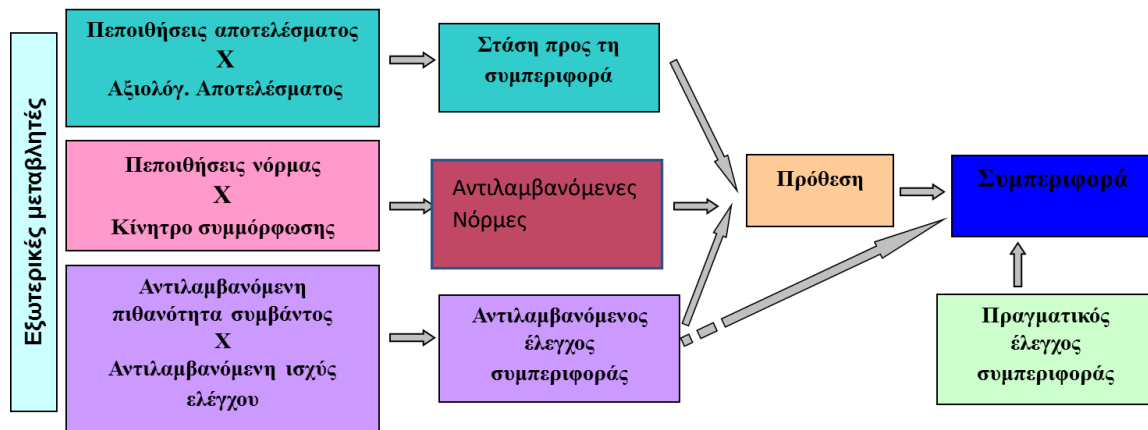 Εξωτερικές μεταβλητές
Πεποιθήσεις αποτελέσματος
X
Αξιολόγ. Αποτελέσματος
Στάση προς τη
συμπεριφορά
Πεποιθήσεις νόρμας
X
Κίνητρο συμμόρφωσης
Αντιλαμβανόμενες
Νόρμες
Πρόθεση
Συμπεριφορά
Αντιλαμβανόμενη
πιθανότητα συμβάντος
X
Αντιλαμβανόμενη ισχύς
ελέγχου
Αντιλαμβανόμενος
έλεγχος
συμπεριφοράς
Πραγματικός
έλεγχος
συμπεριφοράς